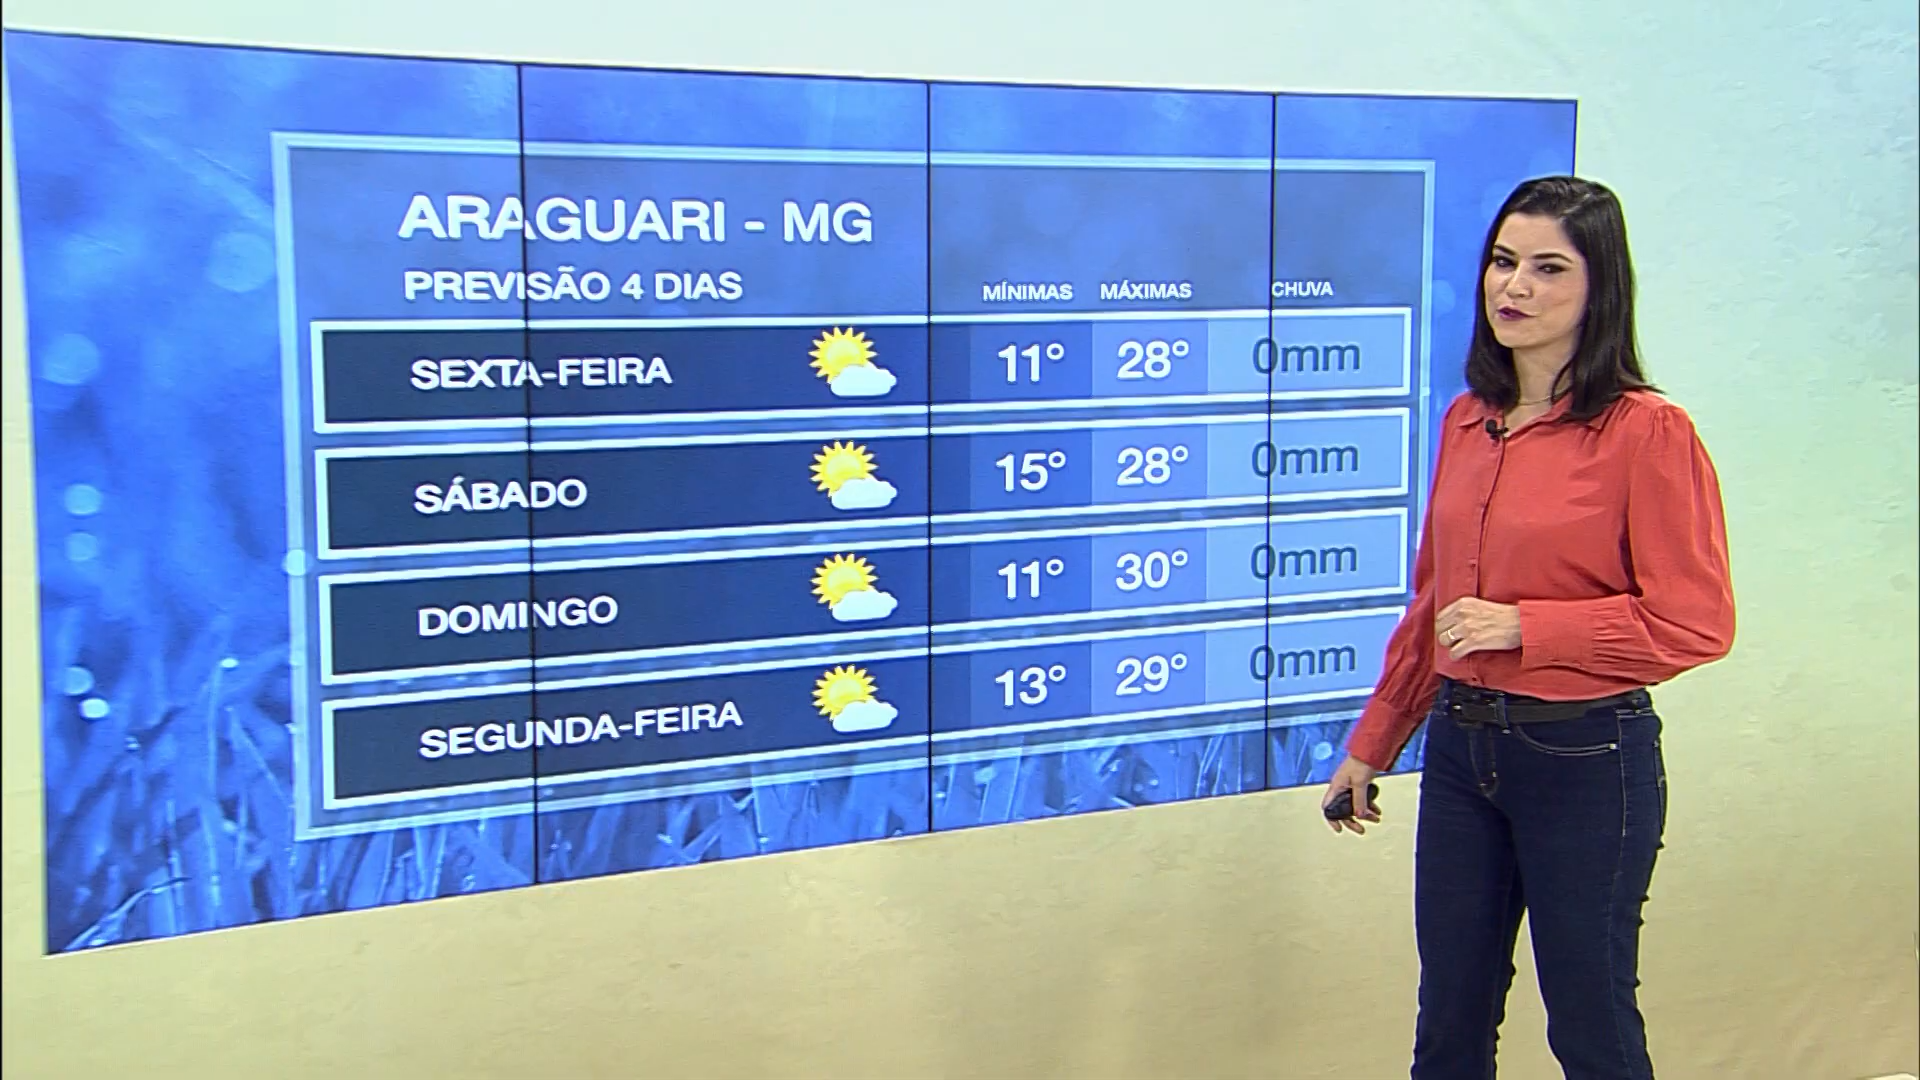 ARAGUARI - MG
PREVISÃO 4 DIAS
MÍNIMAS MÁXIMAS CHUVA
SEXTA-FEIRA 11° 28° 0mm
SÁBADO 15° 28° 0mm
DOMINGO 11° 30° 0mm
SEGUNDA-FEIRA 13° 29° 0mm